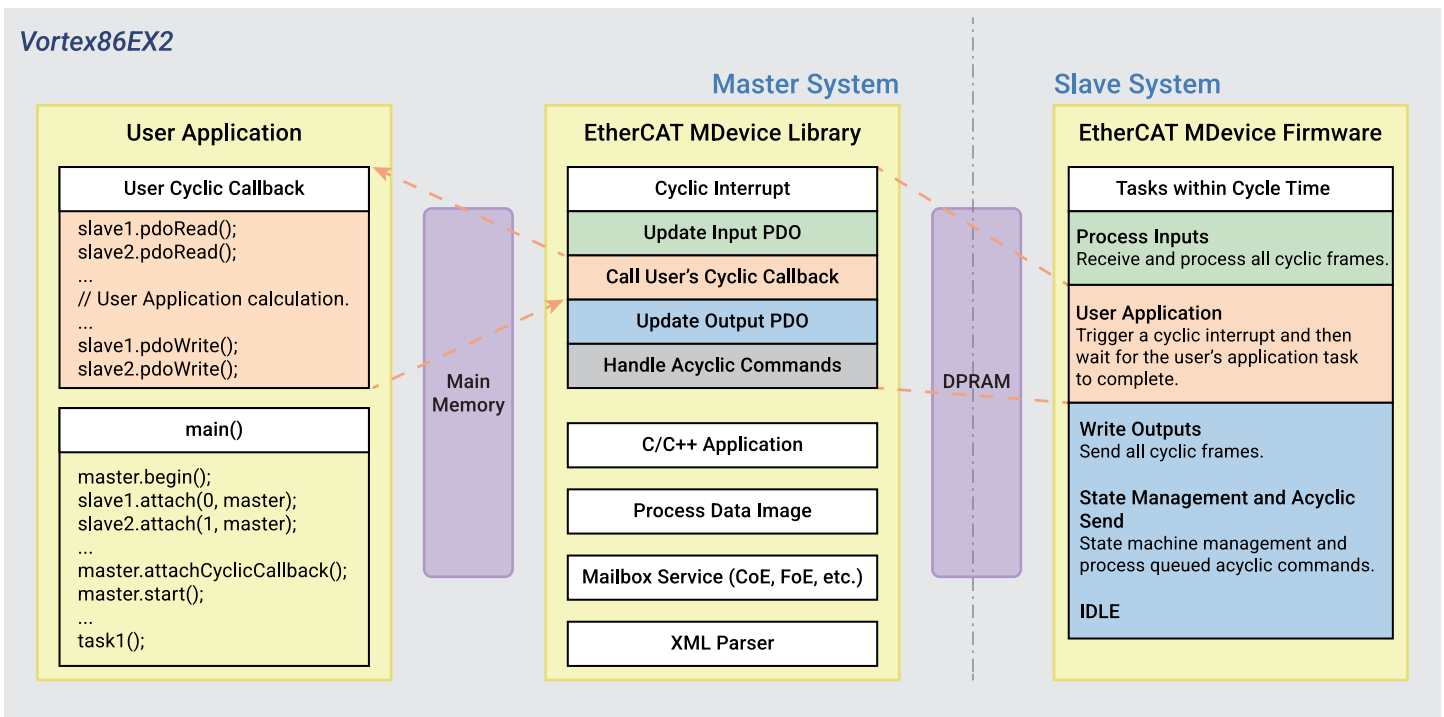 Vortex86EX2
Master System
Slave System
User Application
User Cyclic Callback
slave1.pdoRead();
slave2.pdoRead();
...
// User Application calculation.
...
slave1.pdoWrite();
slave2.pdoWrite();
main()
master.begin();
slave1.attach(0, master);
slave2.attach(1, master);
...
master.attachCyclicCallback();
master.start();
...
task1();
Main
Memory
EtherCAT MDevice Library
Cyclic Interrupt
Update Input PDO
Call User's Cyclic Callback
Update Output PDO
Handle Acyclic Commands
C/C++ Application
Process Data Image
Mailbox Service (CoE, FoE, etc.)
XML Parser
DPRAM
EtherCAT MDevice Firmware
Tasks within Cycle Time
Process Inputs
Receive and process all cyclic frames.
User Application
Trigger a cyclic interrupt and then
wait for the user's application task
to complete.
Write Outputs
Send all cyclic frames.
State Management and Acyclic
Send
State machine management and
process queued acyclic commands.
IDLE